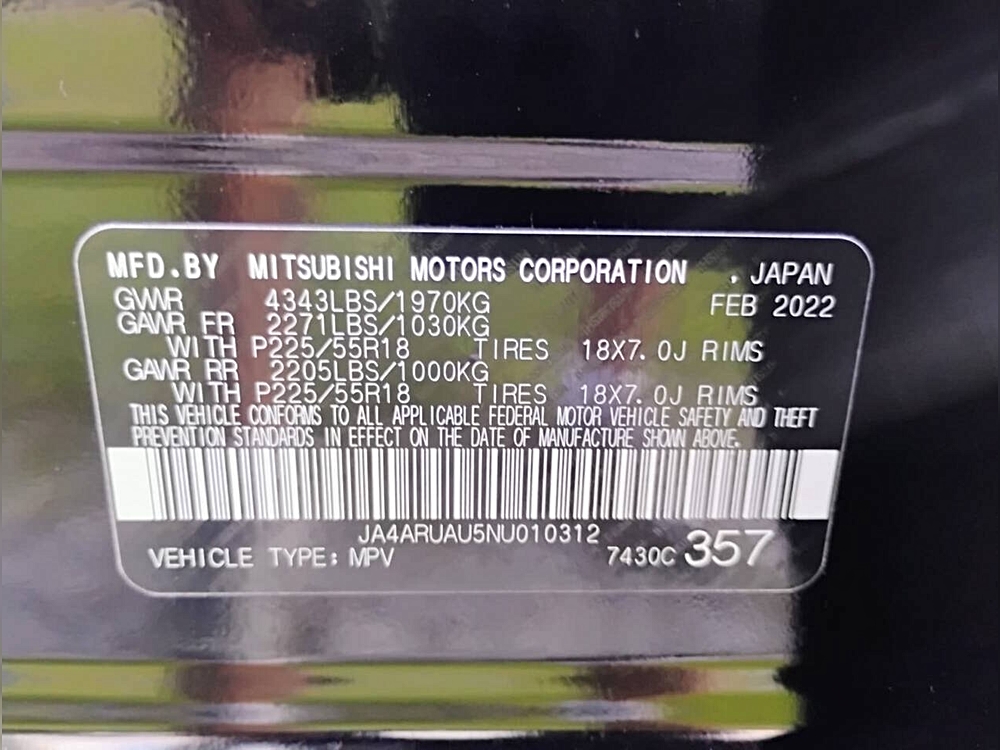 MFD.BY MITSUBISHI MOTORS CORPORATION , JAPAN
GVWR 4343LBS/1970KG FEB 2022
GAWR FR 2271LBS/1030KG
WITH P225/55R18 TIRES 18X7.0J RIMS
GAWR RR 2205LBS/1000KG
WITH P225/55R18 TIRES 18X7.0J RIMS
THIS VEHICLE CONFORMS TO ALL APPLICABLE FEDERAL MOTOR VEHICLE SAFETY AND THEFT
PREVENTION STANDARDS IN EFFECT ON THE DATE OF MANUFACTURE SHOWN ABOVE.
JA4ARUAU5NU010312
VEHICLE TYPE: MPV 7430C 357